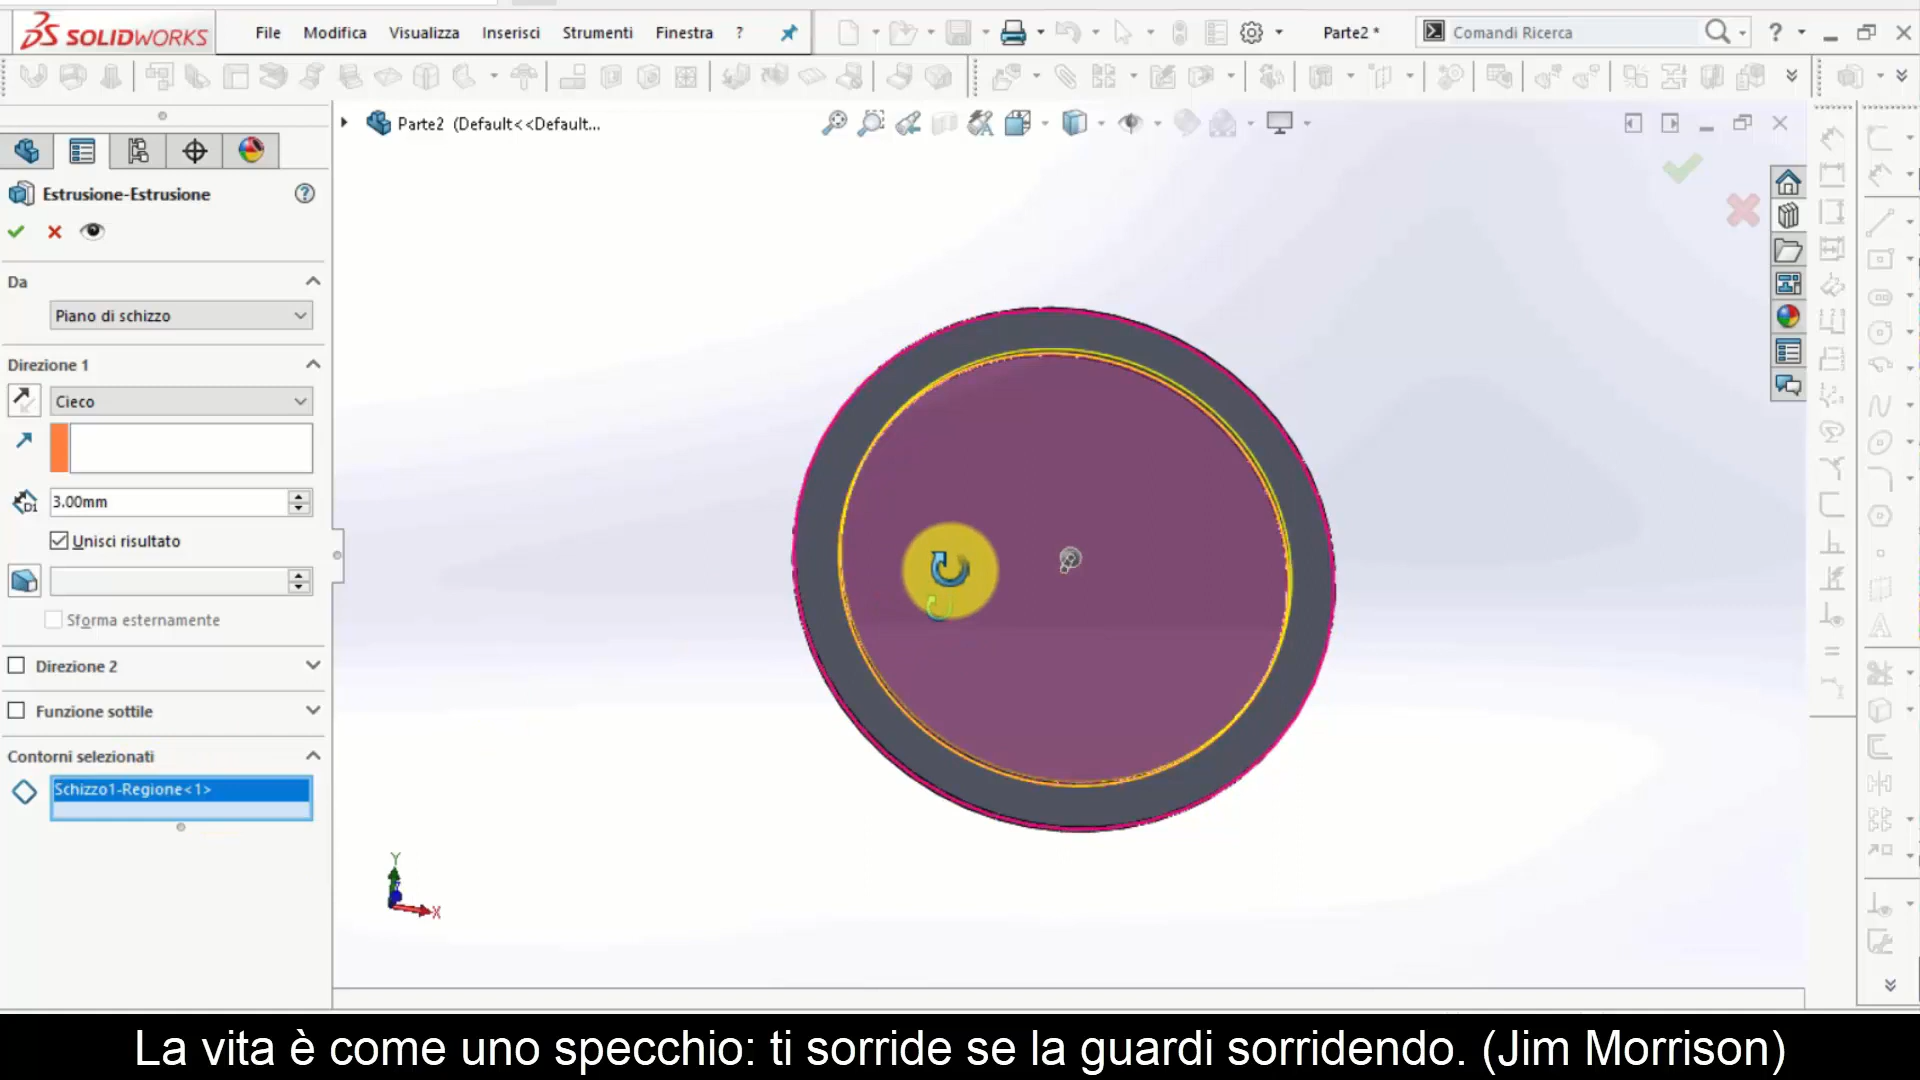 SOLIDWORKS
File Modifica Visualizza Inserisci Strumenti Finestra ?
Parte2 *
Comandi Ricerca
?
Parte2 (Default<<Default...
Estrusione-Estrusione
?
Da
Piano di schizzo
Direzione 1
Cieco
D1
3.00mm
Unisci risultato
Sforma esternamente
Direzione 2
Funzione sottile
Contorni selezionati
Schizzo1-Regione<1>
Y
X
La vita è come uno specchio: ti sorride se la guardi sorridendo. (Jim Morrison)